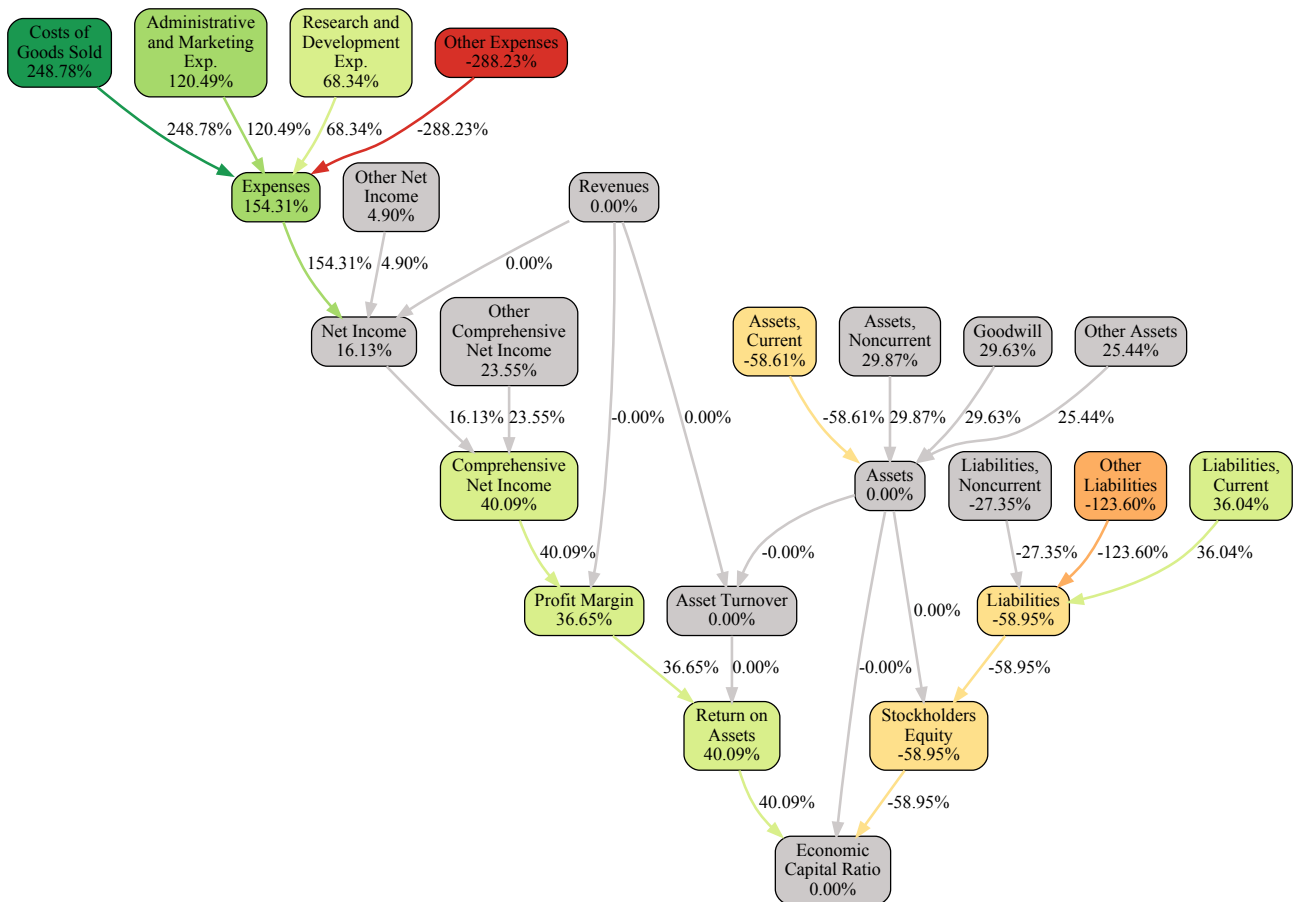 Costs of
Goods Sold
248.78%
Administrative
and Marketing
Exp.
120.49%
Research and
Development
Exp.
68.34%
Other Expenses
-288.23%
248.78%
120.49%
68.34%
-288.23%
Expenses
154.31%
Other Net
Income
4.90%
Revenues
0.00%
154.31%
4.90%
0.00%
Net Income
16.13%
Other
Comprehensive
Net Income
23.55%
Assets,
Current
-58.61%
Assets,
Noncurrent
29.87%
Goodwill
29.63%
Other Assets
25.44%
16.13%
23.55%
-0.00%
0.00%
-58.61%
29.87%
29.63%
25.44%
Comprehensive
Net Income
40.09%
Assets
0.00%
Liabilities,
Noncurrent
-27.35%
Other
Liabilities
-123.60%
Liabilities,
Current
36.04%
40.09%
-0.00%
-27.35%
-123.60%
36.04%
Profit Margin
36.65%
Asset Turnover
0.00%
0.00%
Liabilities
-58.95%
36.65%
0.00%
-0.00%
-58.95%
Return on
Assets
40.09%
Stockholders
Equity
-58.95%
40.09%
-58.95%
Economic
Capital Ratio
0.00%